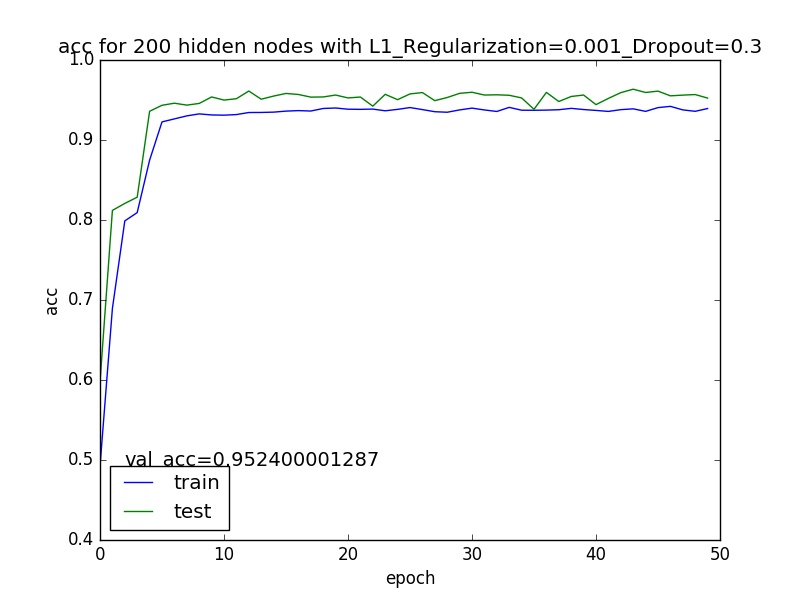 acc for 200 hidden nodes with L1_Regularization=0.001_Dropout=0.3
1.0
0.9
0.8
0.7
0.6
0.5
0.4
acc
val_acc=0.952400001287
train
test
0 10 20 30 40 50
epoch